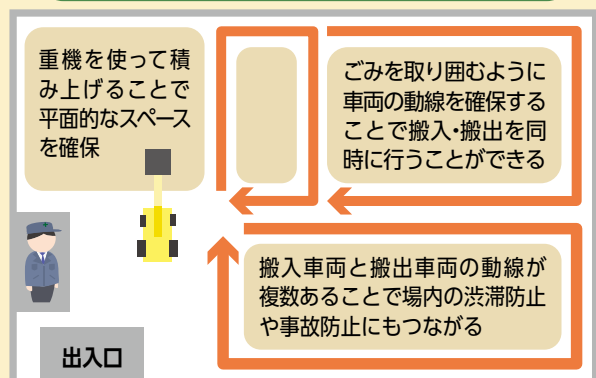 重機を使って積
み上げることで
平面的なスペース
を確保
ごみを取り囲むように
車両の動線を確保する
ことで搬入・搬出を同
時に行うことができる
搬入車両と搬出車両の動線が
複数あることで場内の渋滞防止
や事故防止にもつながる
出入口